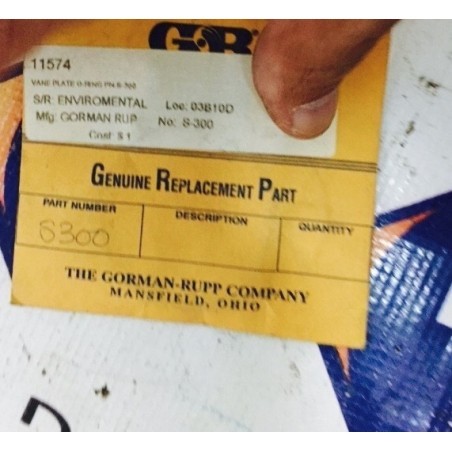 GR
11574
VANE PLATE O-RING PN S-300
S/R: ENVIROMENTAL Loc: 03B10D
Mfg: GORMAN RUP No: S-300
Cost: $ 1
GENUINE REPLACEMENT PART
PART NUMBER DESCRIPTION QUANTITY
S300
THE GORMAN-RUPP COMPANY
MANSFIELD, OHIO
D